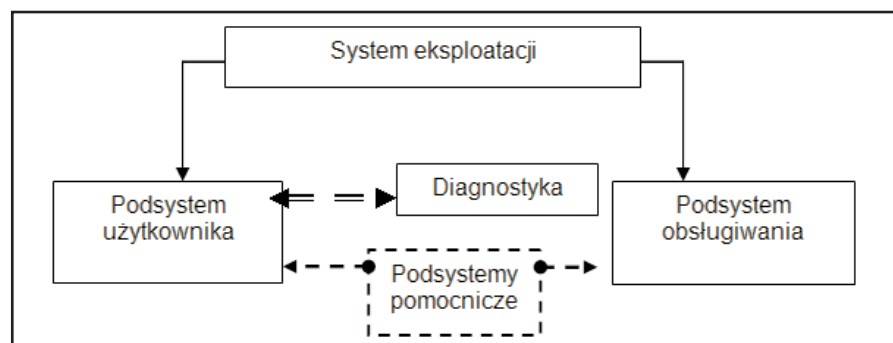 System eksploatacji
Diagnostyka
Podsystem
użytkownika
Podsystem
obsługiwania
Podsystemy
pomocnicze